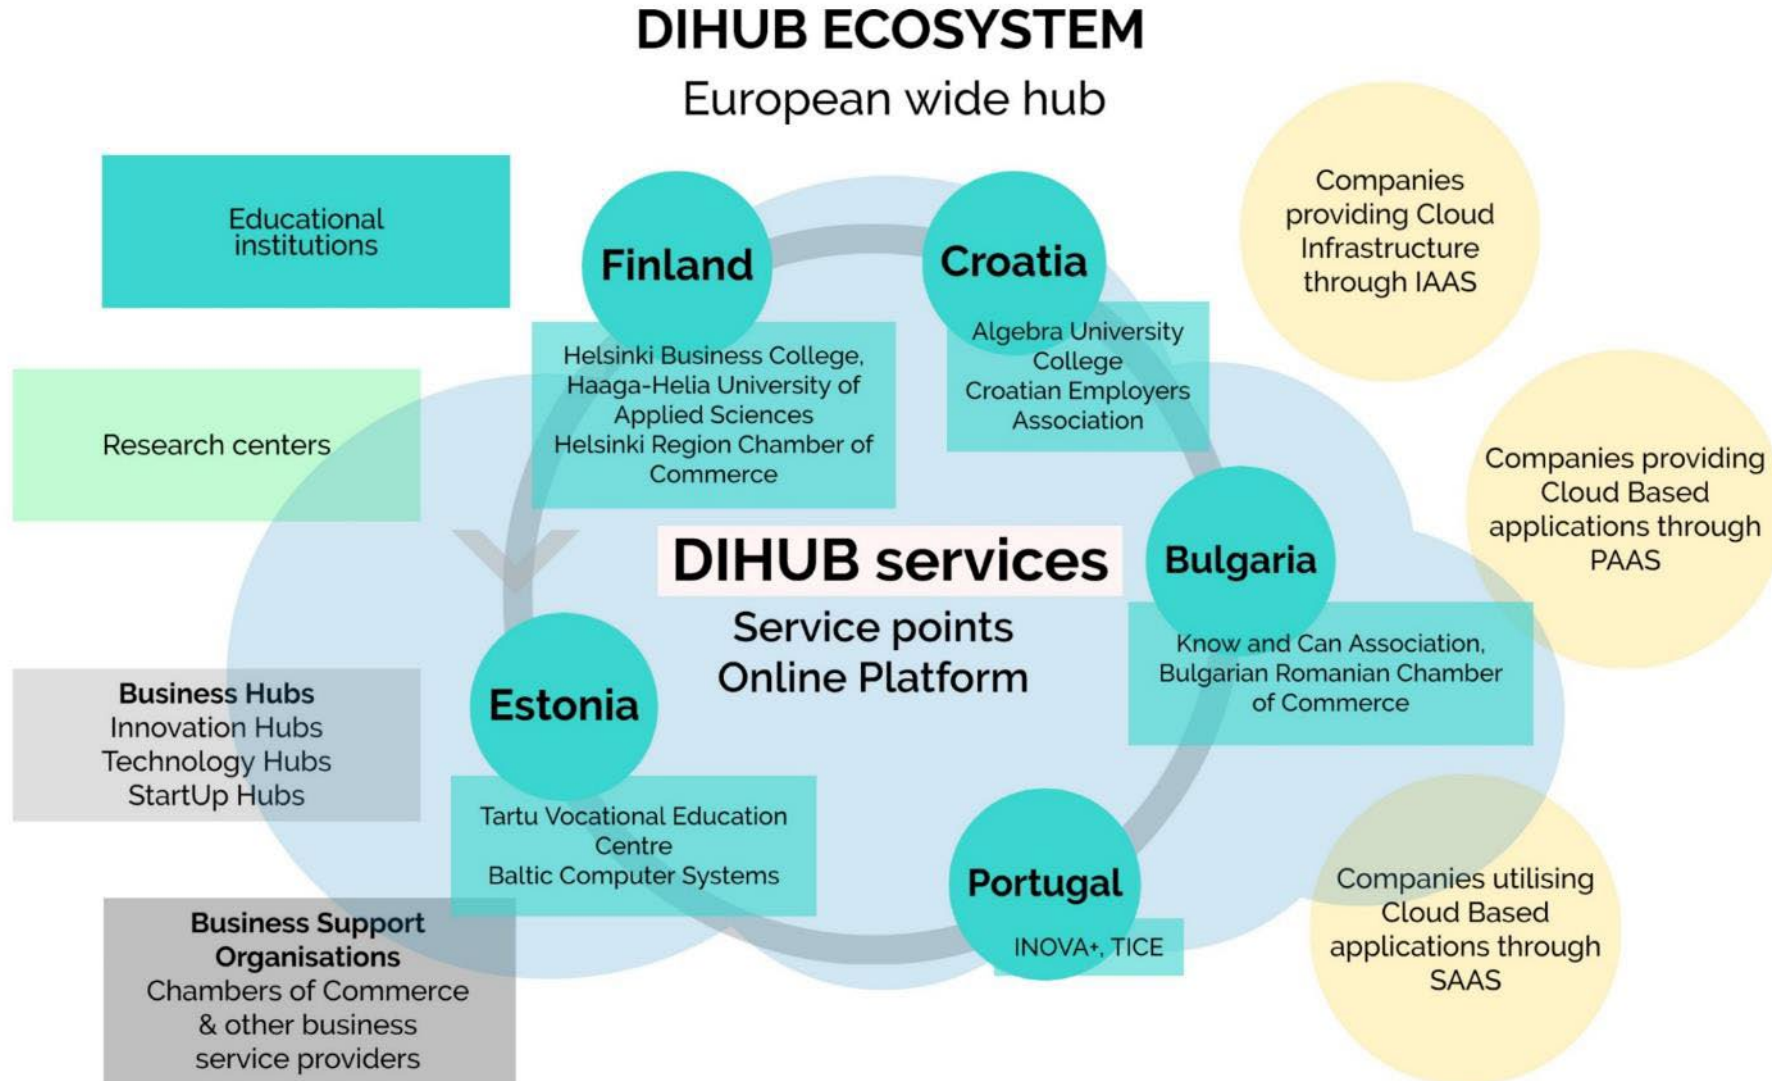 DIHUB ECOSYSTEM
European wide hub
Educational
institutions
Research centers
Business Hubs
Innovation Hubs
Technology Hubs
StartUp Hubs
Business Support
Organisations
Chambers of Commerce
& other business
service providers
Finland
Helsinki Business College,
Haaga-Helia University of
Applied Sciences
Helsinki Region Chamber of
Commerce
Croatia
Algebra University
College
Croatian Employers
Association
DIHUB services
Service points
Online Platform
Bulgaria
Know and Can Association,
Bulgarian Romanian Chamber
of Commerce
Estonia
Tartu Vocational Education
Centre
Baltic Computer Systems
Portugal
INOVA+, TICE
Companies
providing Cloud
Infrastructure
through IAAS
Companies providing
Cloud Based
applications through
PAAS
Companies utilising
Cloud Based
applications through
SAAS